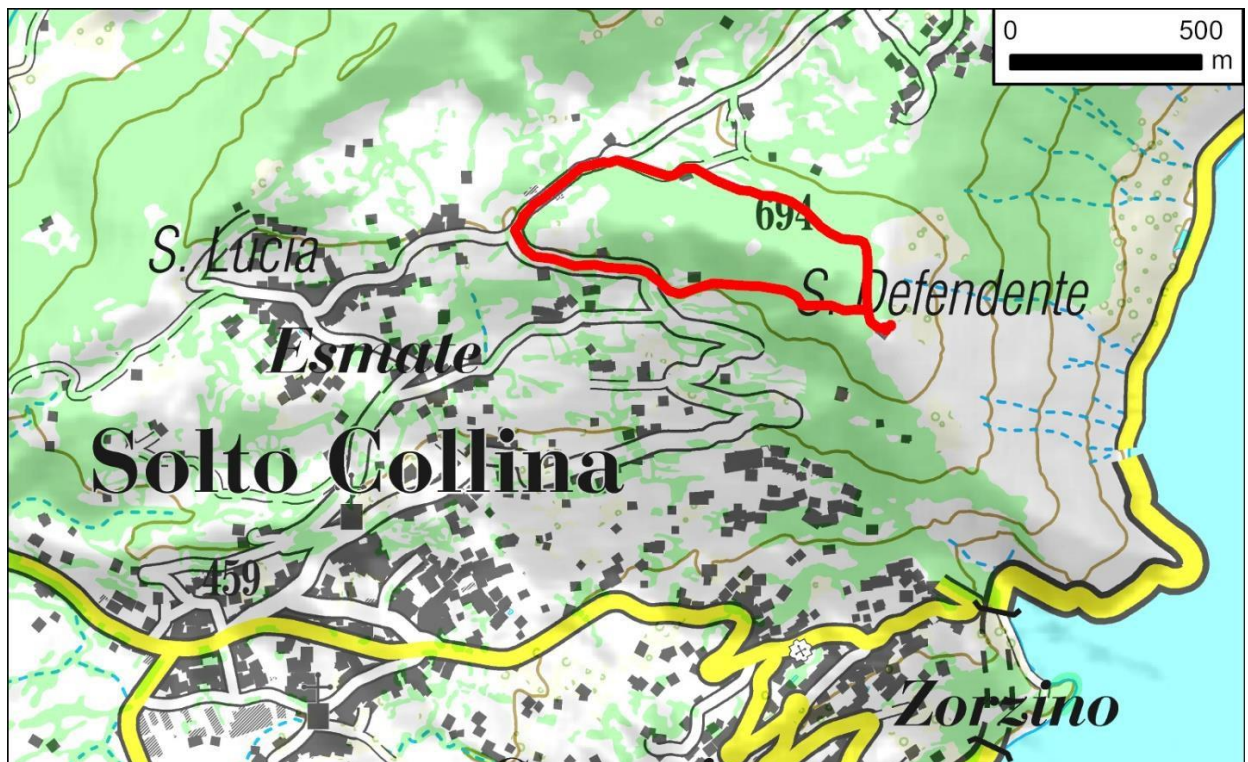 0 500
m
694
S. Lucia
S. Defendente
Esmate
Solto Collina
459
Zorzino